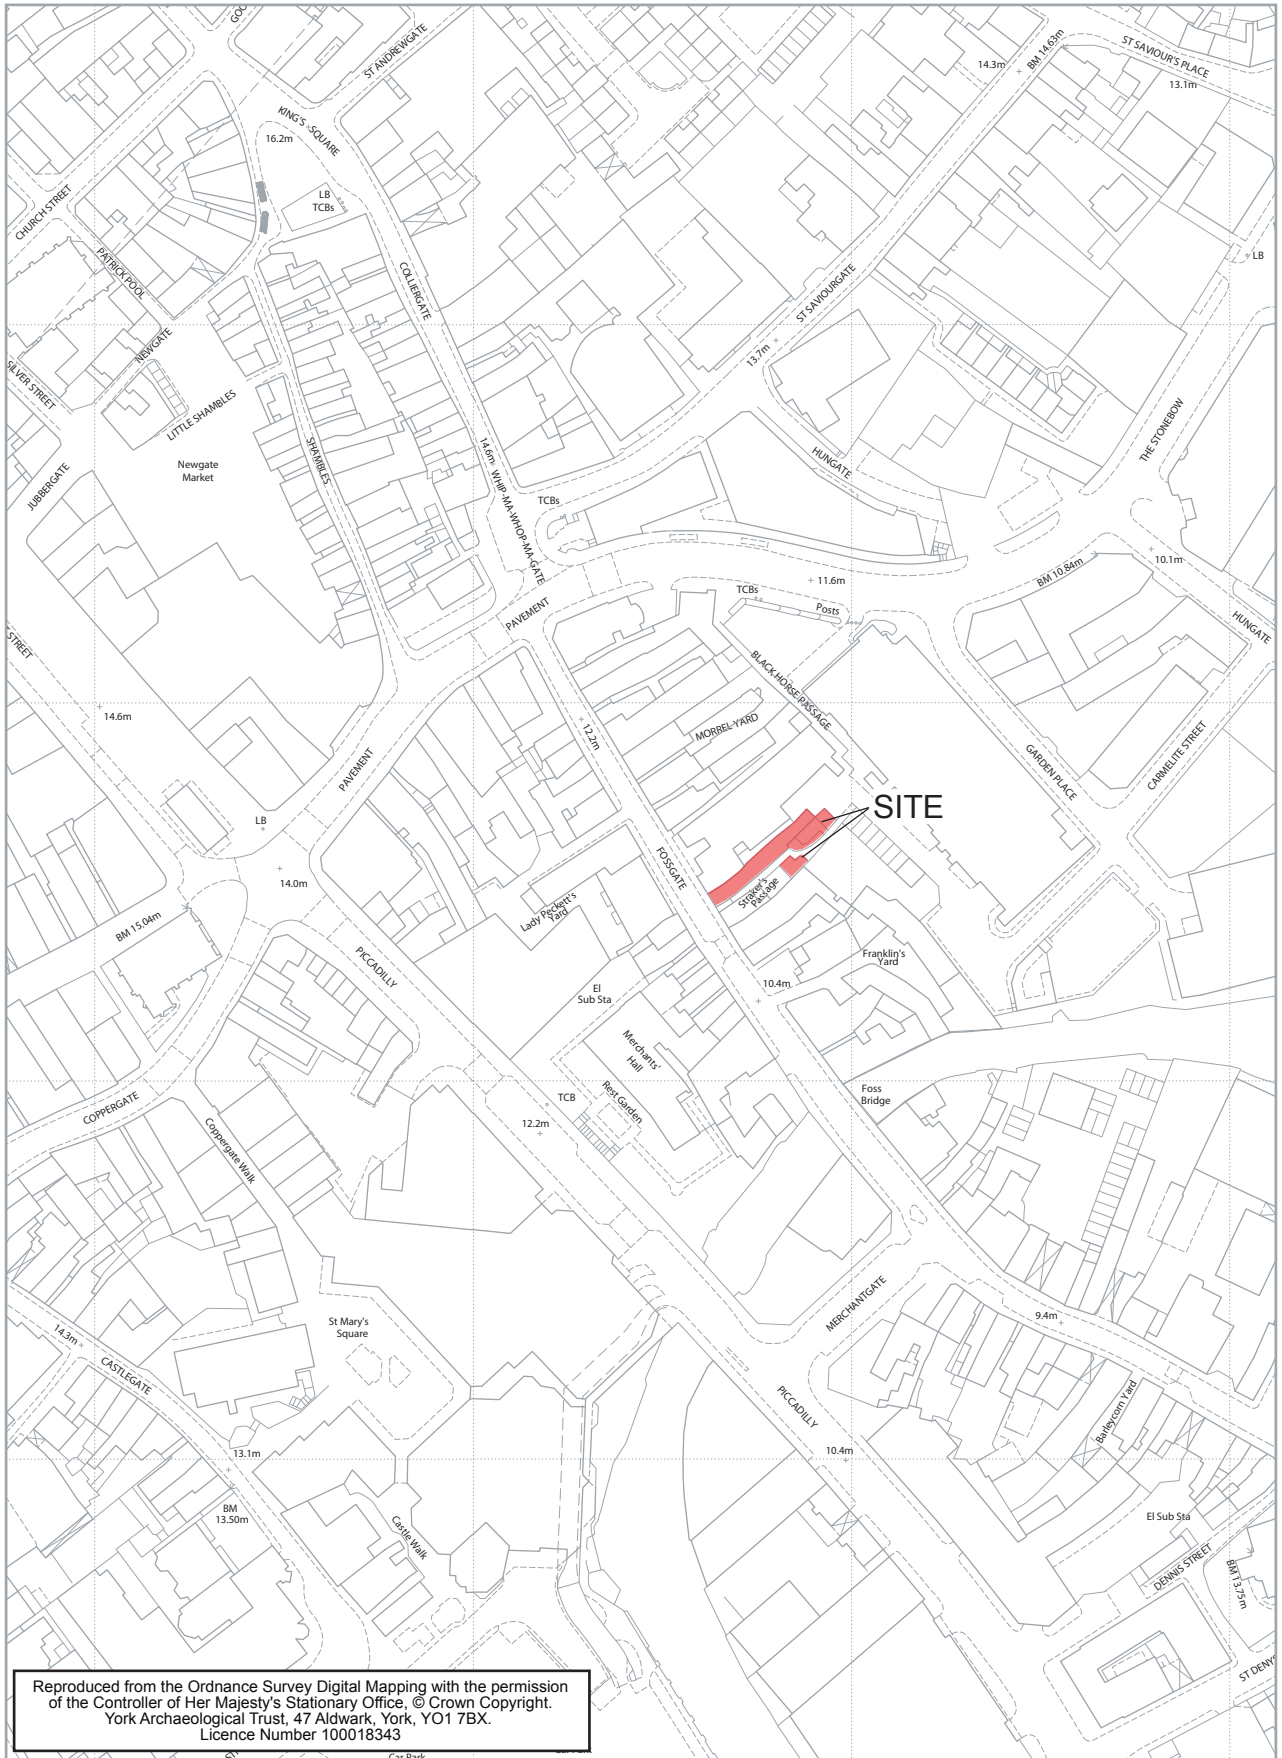 GOO
ST ANDREWGATE
KING'S SQUARE
16.2m
LB
TCBs
CHURCH STREET
PATRICK POOL
COLLIERGATE
NEWGATE
SILVER STREET
LITTLE SHAMBLES
SHAMBLES
Newgate
Market
JUBBERGATE
14.6m
WHIP-MA-WHOP-MA-GATE
14.3m
BM 14.63m
ST SAVIOUR'S PLACE
13.1m
LB
ST SAVIOURGATE
13.7m
THE STONEBOW
HUNGATE
TCBs
11.6m
TCBs
Posts
BM 10.84m
10.1m
HUNGATE
PAVEMENT
STREET
14.6m
BLACK HORSE PASSAGE
MORREL YARD
12.2m
GARDEN PLACE
CARMELITE STREET
PAVEMENT
LB
14.0m
SITE
FOSSGATE
Straker's
Passage
Lady Peckett's
Yard
BM 15.04m
PICCADILLY
Franklin's
Yard
10.4m
El
Sub Sta
Merchants'
Hall
Rest Garden
TCB
12.2m
Foss
Bridge
COPPERGATE
Coppergate Walk
MERCHANTGATE
9.4m
St Mary's
Square
14.3m
CASTLEGATE
PICCADILLY
Barleycorn Yard
13.1m
10.4m
BM
13.50m
Castle Walk
El Sub Sta
DENNIS STREET
BM 13.75m
ST DENYS
Reproduced from the Ordnance Survey Digital Mapping with the permission
of the Controller of Her Majesty's Stationary Office, © Crown Copyright.
York Archaeological Trust, 47 Aldwark, York, YO1 7BX.
Licence Number 100018343
Car Park